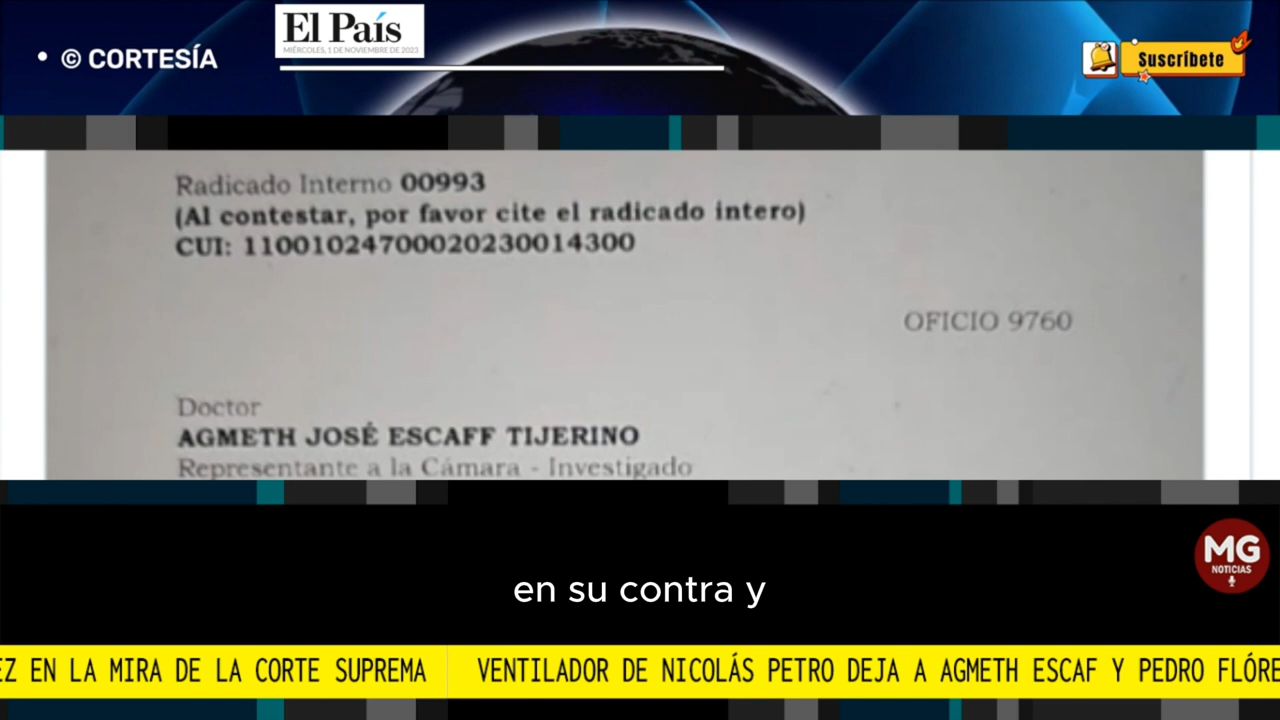 • © CORTESÍA
El País
MIÉRCOLES, 1 DE NOVIEMBRE DE 2023
Suscríbete
Radicado Interno 00993
(Al contestar, por favor cite el radicado intero)
CUI: 11001024700020230014300
OFICIO 9760
Doctor
AGMETH JOSÉ ESCAFF TIJERINO
Representante a la Cámara - Investigado
MG
NOTICIAS
en su contra y
EZ EN LA MIRA DE LA CORTE SUPREMA VENTILADOR DE NICOLÁS PETRO DEJA A AGMETH ESCAF Y PEDRO FLÓRE